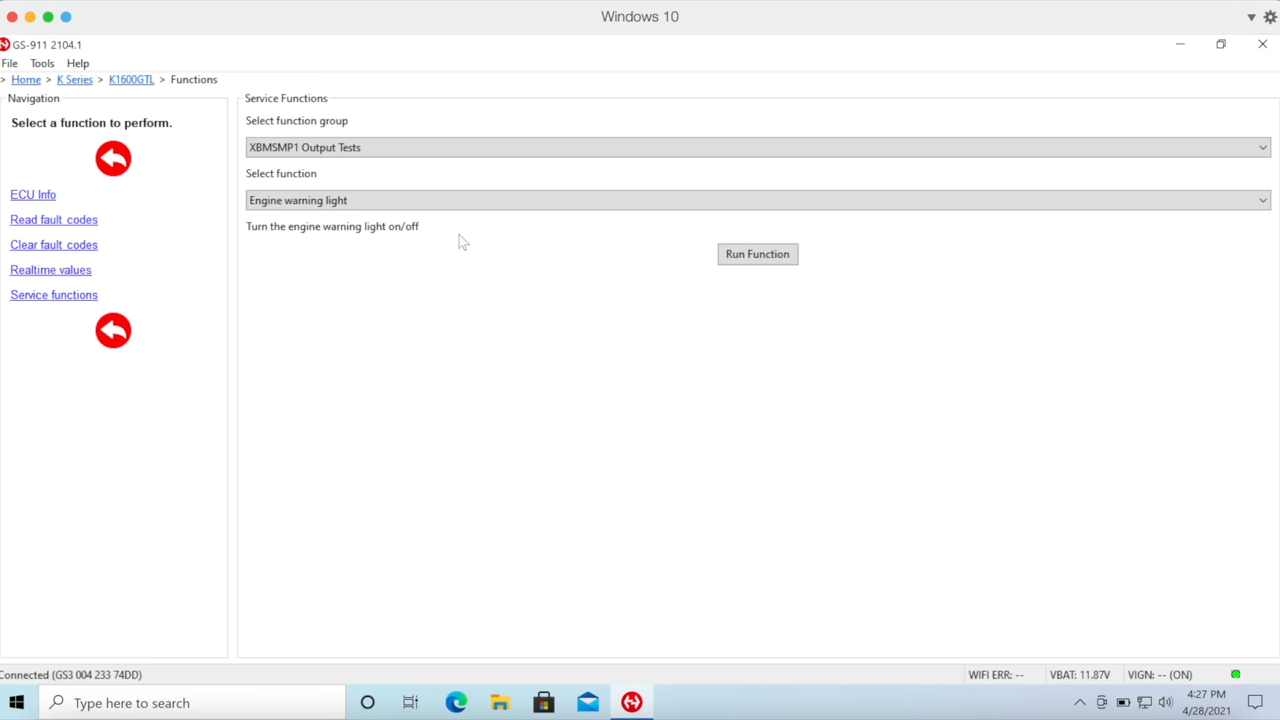 Windows 10
GS-911 2104.1
File Tools Help
> Home > K Series > K1600GTL > Functions
Navigation
Select a function to perform.
ECU Info
Read fault codes
Clear fault codes
Realtime values
Service functions
Service Functions
Select function group
XBMSMP1 Output Tests
Select function
Engine warning light
Turn the engine warning light on/off
Run Function
Connected (GS3 004 233 74DD)
WIFI ERR: -- VBAT: 11.87V VIGN: -- (ON)
Type here to search
4:27 PM
4/28/2021